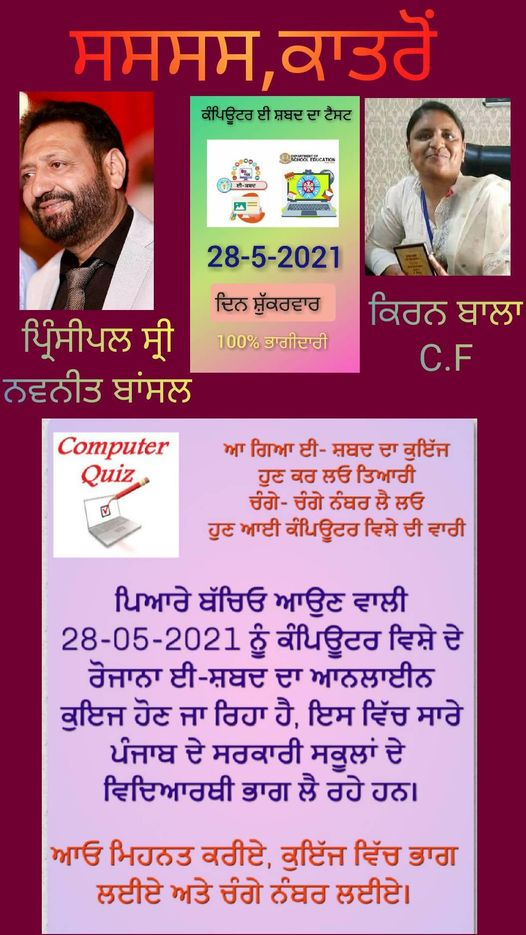 ਸਸਸਸ,ਕਾਤਰੋਂ
ਕੰਪਿਊਟਰ ਈ ਸ਼ਬਦ ਦਾ ਟੈਸਟ
ਈ-ਸ਼ਬਦ
DEPARTMENT OF
SCHOOL EDUCATION
28-5-2021
ਦਿਨ ਸ਼ੁੱਕਰਵਾਰ
100% ਭਾਗੀਦਾਰੀ
ਪ੍ਰਿੰਸੀਪਲ ਸ੍ਰੀ
ਨਵਨੀਤ ਬਾਂਸਲ
ਕਿਰਨ ਬਾਲਾ
C.F
Computer
Quiz
ਆ ਗਿਆ ਈ- ਸ਼ਬਦ ਦਾ ਕੁਇੱਜ
ਹੁਣ ਕਰ ਲਓ ਤਿਆਰੀ
ਚੰਗੇ- ਚੰਗੇ ਨੰਬਰ ਲੈ ਲਓ
ਹੁਣ ਆਈ ਕੰਪਿਊਟਰ ਵਿਸ਼ੇ ਦੀ ਵਾਰੀ
ਪਿਆਰੇ ਬੱਚਿਓ ਆਉਣ ਵਾਲੀ
28-05-2021 ਨੂੰ ਕੰਪਿਊਟਰ ਵਿਸ਼ੇ ਦੇ
ਰੋਜਾਨਾ ਈ-ਸ਼ਬਦ ਦਾ ਆਨਲਾਈਨ
ਕੁਇਜ ਹੋਣ ਜਾ ਰਿਹਾ ਹੈ, ਇਸ ਵਿੱਚ ਸਾਰੇ
ਪੰਜਾਬ ਦੇ ਸਰਕਾਰੀ ਸਕੂਲਾਂ ਦੇ
ਵਿਦਿਆਰਥੀ ਭਾਗ ਲੈ ਰਹੇ ਹਨ।
ਆਓ ਮਿਹਨਤ ਕਰੀਏ, ਕੁਇੱਜ ਵਿੱਚ ਭਾਗ
ਲਈਏ ਅਤੇ ਚੰਗੇ ਨੰਬਰ ਲਈਏ।